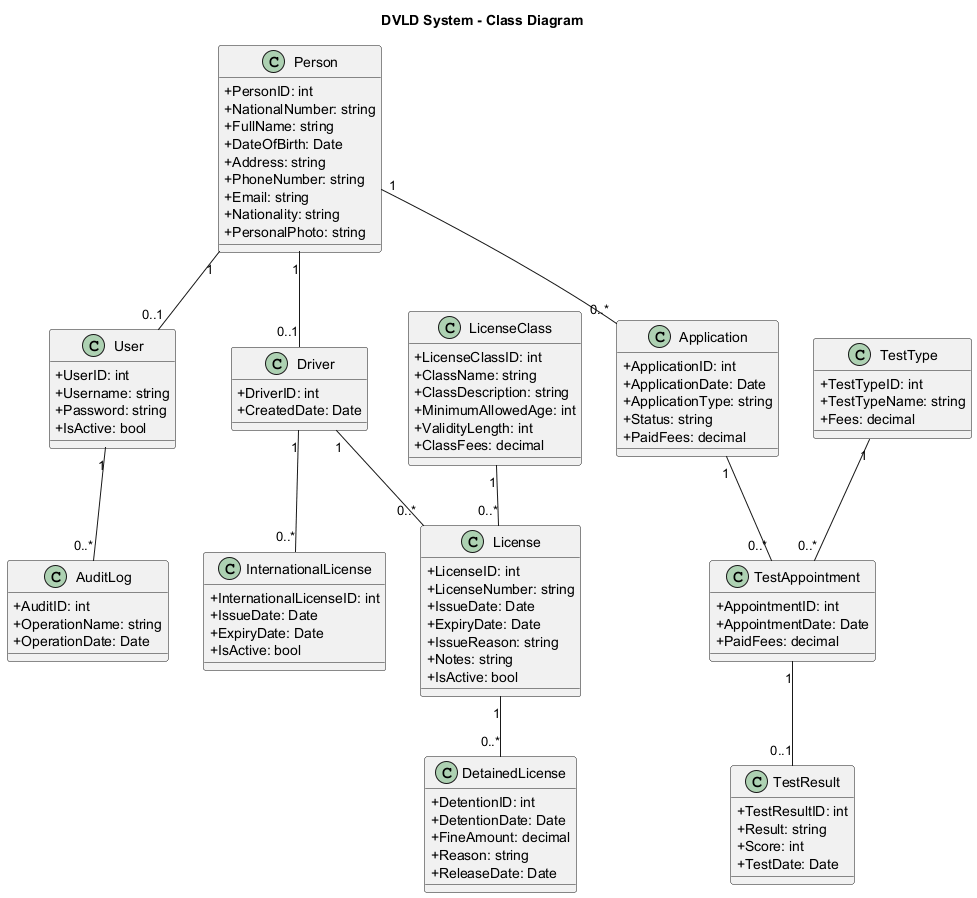 DVLD System - Class Diagram
C Person
+PersonID: int
+NationalNumber: string
+FullName: string
+DateOfBirth: Date
+Address: string
+PhoneNumber: string
+Email: string
+Nationality: string
+PersonalPhoto: string
1
1
1
0..1
0..1
0..*
C User
+UserID: int
+Username: string
+Password: string
+IsActive: bool
C Driver
+DriverID: int
+CreatedDate: Date
C LicenseClass
+LicenseClassID: int
+ClassName: string
+ClassDescription: string
+MinimumAllowedAge: int
+ValidityLength: int
+ClassFees: decimal
C Application
+ApplicationID: int
+ApplicationDate: Date
+ApplicationType: string
+Status: string
+PaidFees: decimal
C TestType
+TestTypeID: int
+TestTypeName: string
+Fees: decimal
1
1
1
1
1
1
0..*
0..*
0..*
0..*
0..*
0..*
C AuditLog
+AuditID: int
+OperationName: string
+OperationDate: Date
C InternationalLicense
+InternationalLicenseID: int
+IssueDate: Date
+ExpiryDate: Date
+IsActive: bool
C License
+LicenseID: int
+LicenseNumber: string
+IssueDate: Date
+ExpiryDate: Date
+IssueReason: string
+Notes: string
+IsActive: bool
C TestAppointment
+AppointmentID: int
+AppointmentDate: Date
+PaidFees: decimal
1
1
0..*
0..1
C DetainedLicense
+DetentionID: int
+DetentionDate: Date
+FineAmount: decimal
+Reason: string
+ReleaseDate: Date
C TestResult
+TestResultID: int
+Result: string
+Score: int
+TestDate: Date